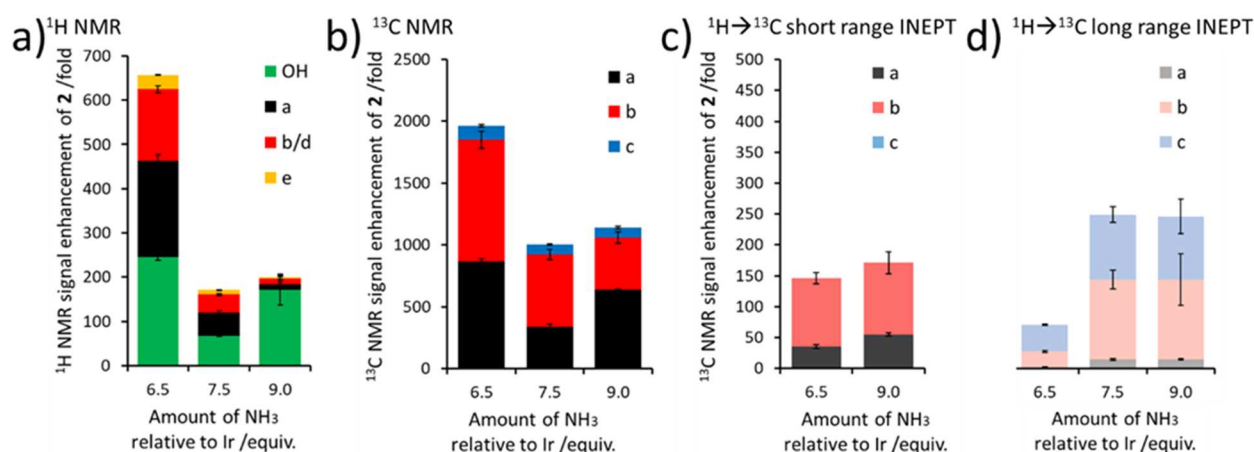 a) ¹H NMR
¹H NMR signal enhancement of 2 /fold
700
600
500
400
300
200
100
0
OH
a
b/d
e
6.5 7.5 9.0
Amount of NH₃
relative to Ir /equiv.
b) ¹³C NMR
¹³C NMR signal enhancement of 2 /fold
2500
2000
1500
1000
500
0
a
b
c
6.5 7.5 9.0
Amount of NH₃
relative to Ir /equiv.
c) ¹H→¹³C short range INEPT
¹³C NMR signal enhancement of 2 /fold
500
450
400
350
300
250
200
150
100
50
0
a
b
c
6.5 9.0
Amount of NH₃
relative to Ir /equiv.
d) ¹H→¹³C long range INEPT
a
b
c
6.5 7.5 9.0
Amount of NH₃
relative to Ir /equiv.